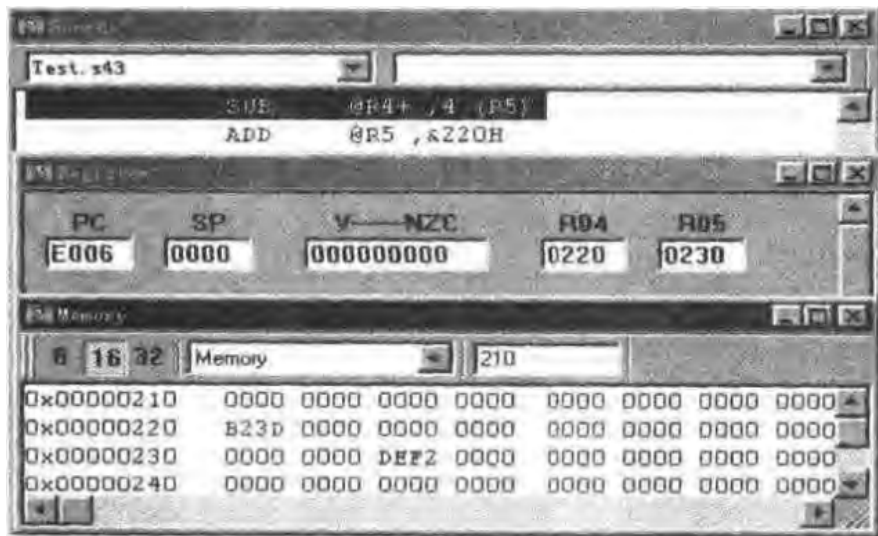 Test.s43
SUB @R4+ ,4 (R5)
ADD @R5 ,&220H
PC SP V——NZC R04 R05
E006 0000 000000000 0220 0230
Memory
8 16 32 Memory 210
0x00000210 0000 0000 0000 0000 0000 0000 0000 0000
0x00000220 B23D 0000 0000 0000 0000 0000 0000 0000
0x00000230 0000 0000 DEF2 0000 0000 0000 0000 0000
0x00000240 0000 0000 0000 0000 0000 0000 0000 0000